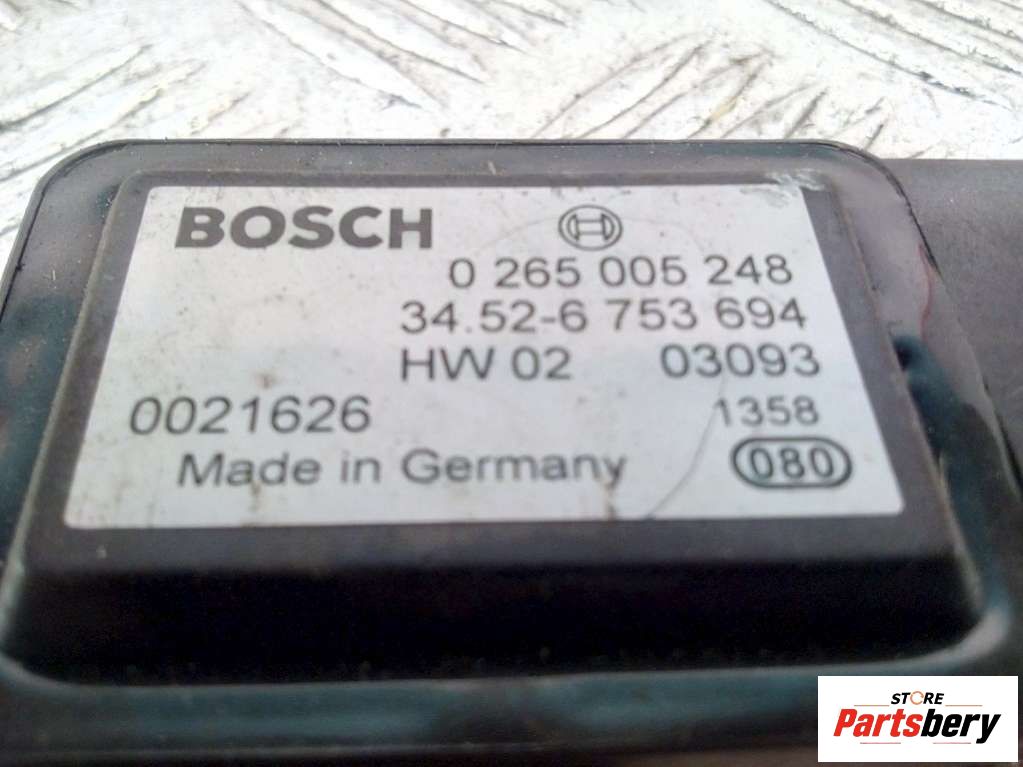 BOSCH
0 265 005 248
34.52-6 753 694
HW 02 03093
0021626 1358
Made in Germany 080
STORE
Partsbery